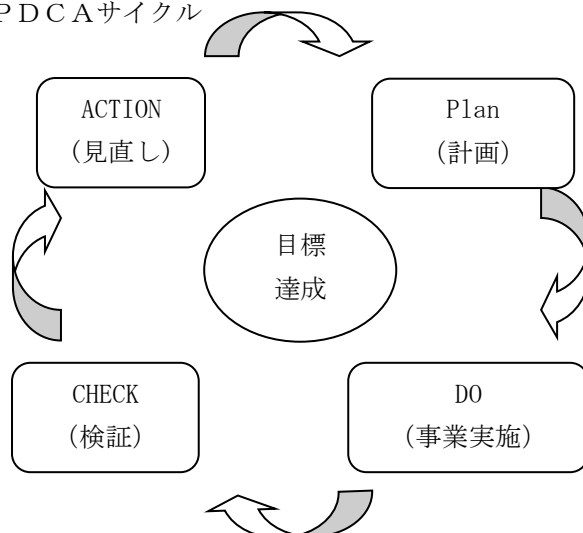 PDCAサイクル
ACTION
(見直し)
Plan
(計画)
目標
達成
CHECK
(検証)
DO
(事業実施)